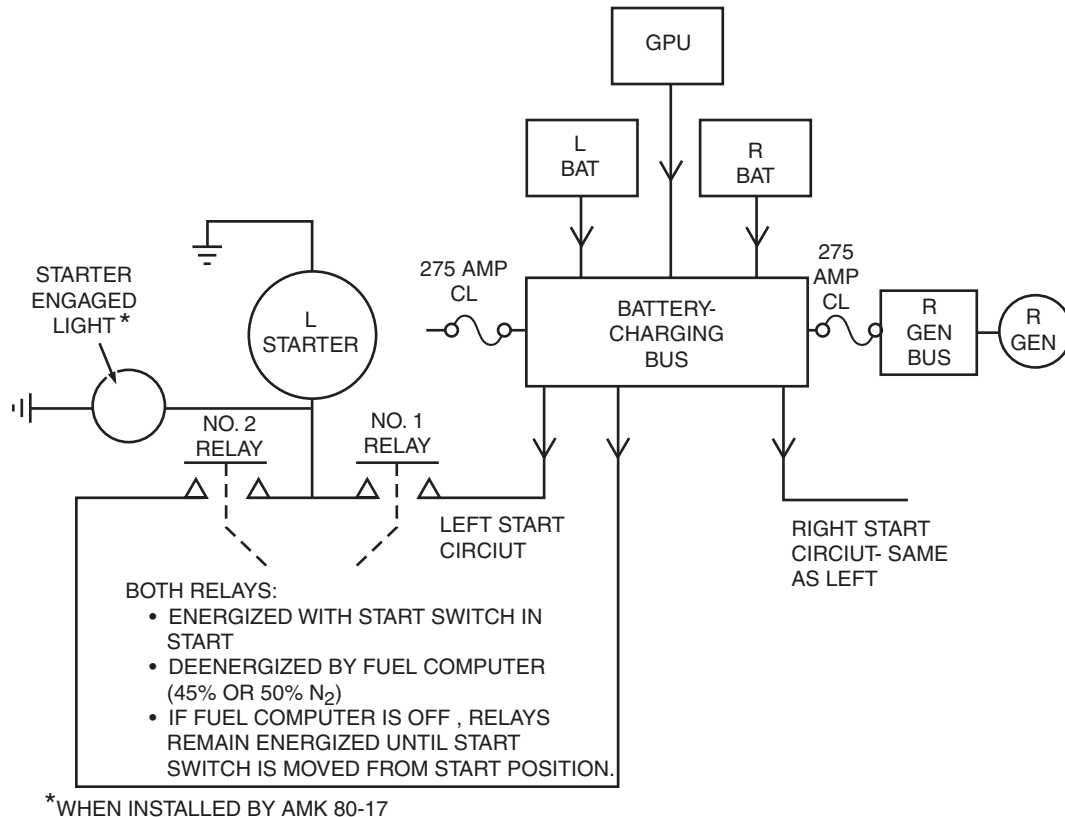 GPU
L
BAT
R
BAT
275 AMP
CL
275
AMP
CL
BATTERY-
CHARGING
BUS
R
GEN
BUS
R
GEN
STARTER
ENGAGED
LIGHT*
L
STARTER
NO. 2
RELAY
NO. 1
RELAY
LEFT START
CIRCIUT
RIGHT START
CIRCIUT- SAME
AS LEFT
BOTH RELAYS:
• ENERGIZED WITH START SWITCH IN
START
• DEENERGIZED BY FUEL COMPUTER
(45% OR 50% N₂)
• IF FUEL COMPUTER IS OFF , RELAYS
REMAIN ENERGIZED UNTIL START
SWITCH IS MOVED FROM START POSITION.
*WHEN INSTALLED BY AMK 80-17